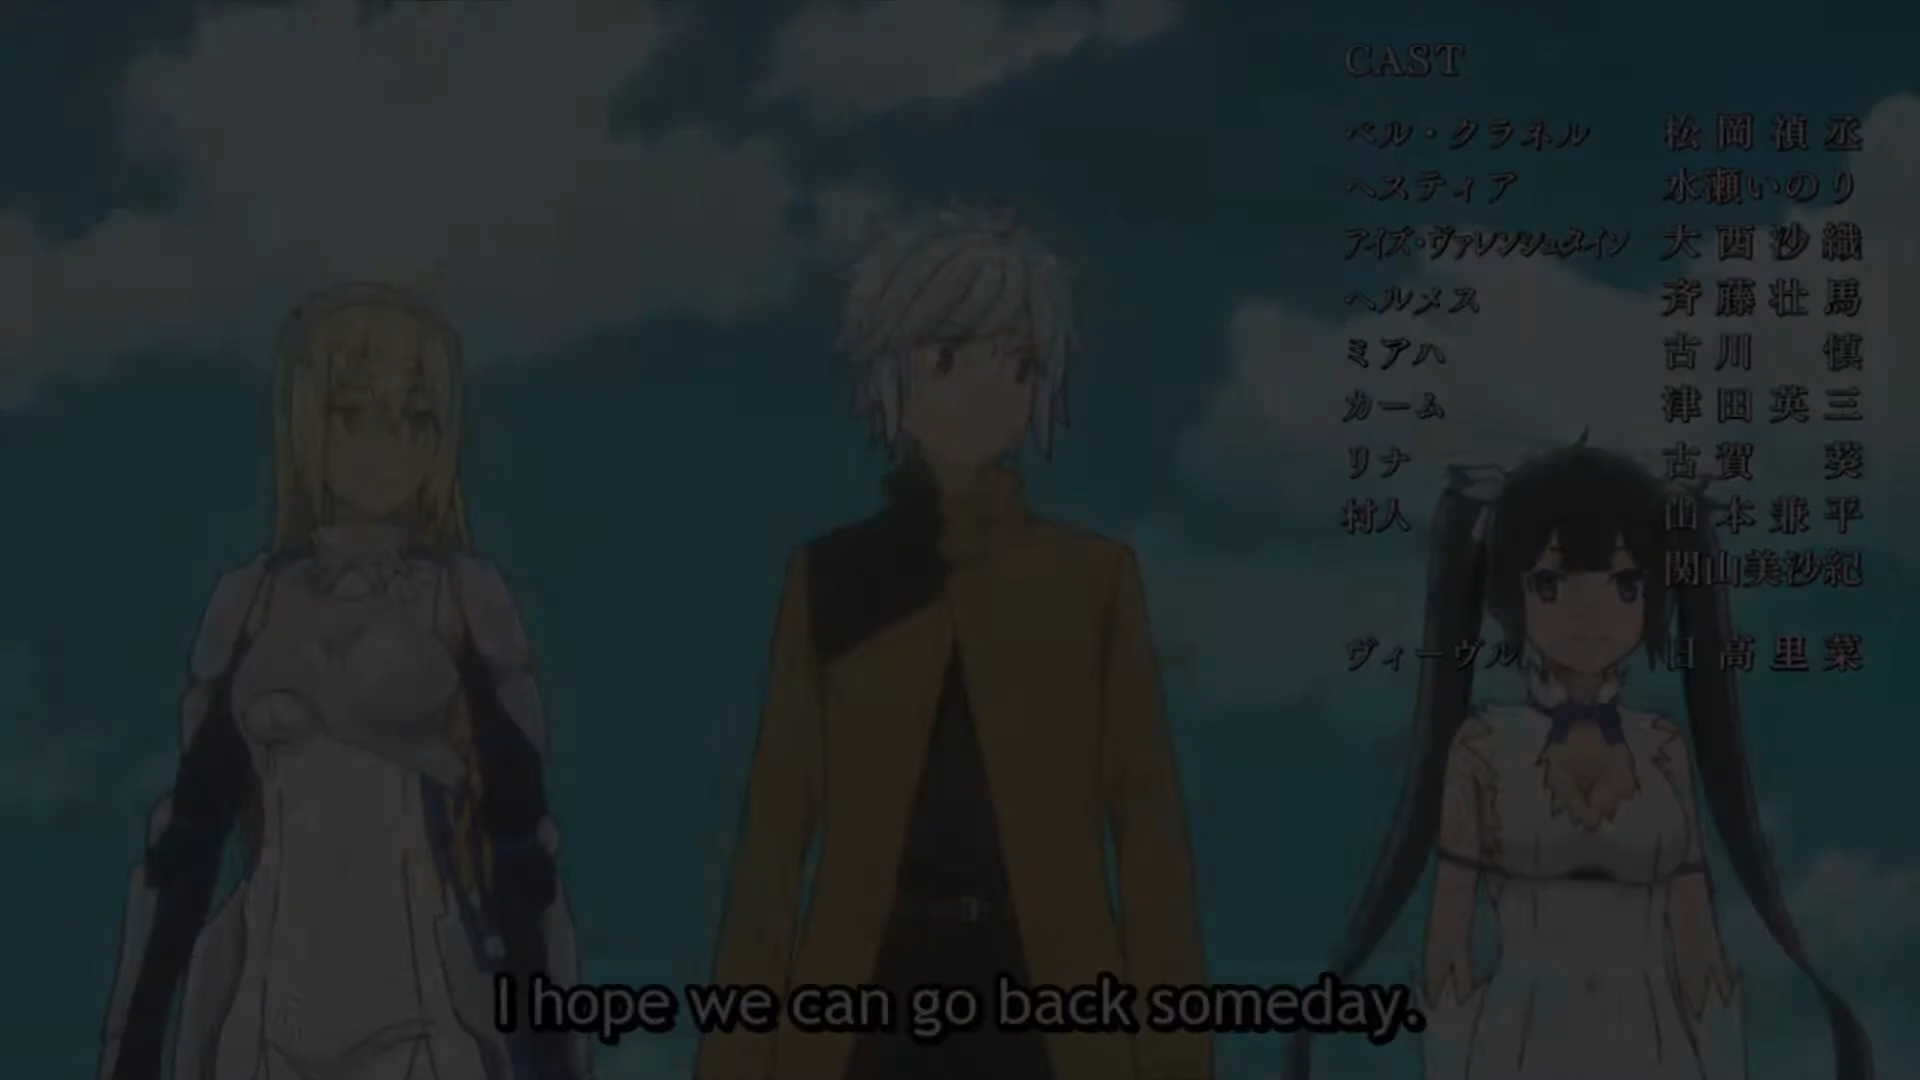 CAST
ベル・クラネル 松岡禎丞
ヘスティア 水瀬いのり
アイズ・ヴァレンシュタイン 大西沙織
ヘルメス 斉藤壮馬
ミアハ 古川 慎
カーム 津田英三
リナ 古賀 葵
村人 山本兼平
関山美沙紀
ヴィーヴル 日高里菜
I hope we can go back someday.